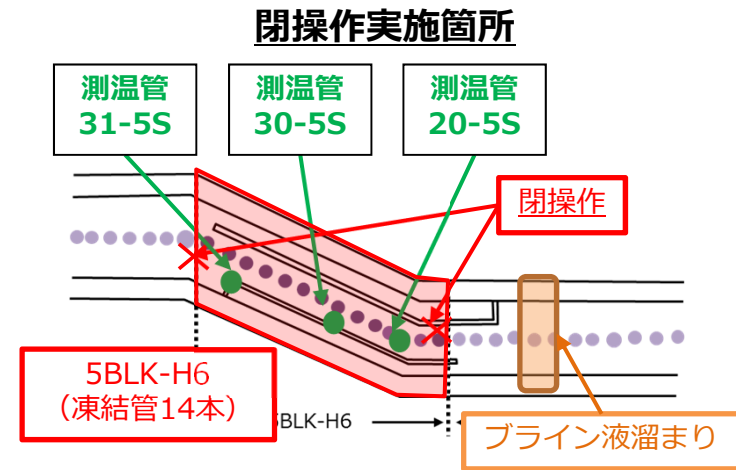 閉操作実施箇所
測温管
31-5S
測温管
30-5S
測温管
20-5S
閉操作
5BLK-H6
（凍結管14本）
BLK-H6
ブライン液溜まり